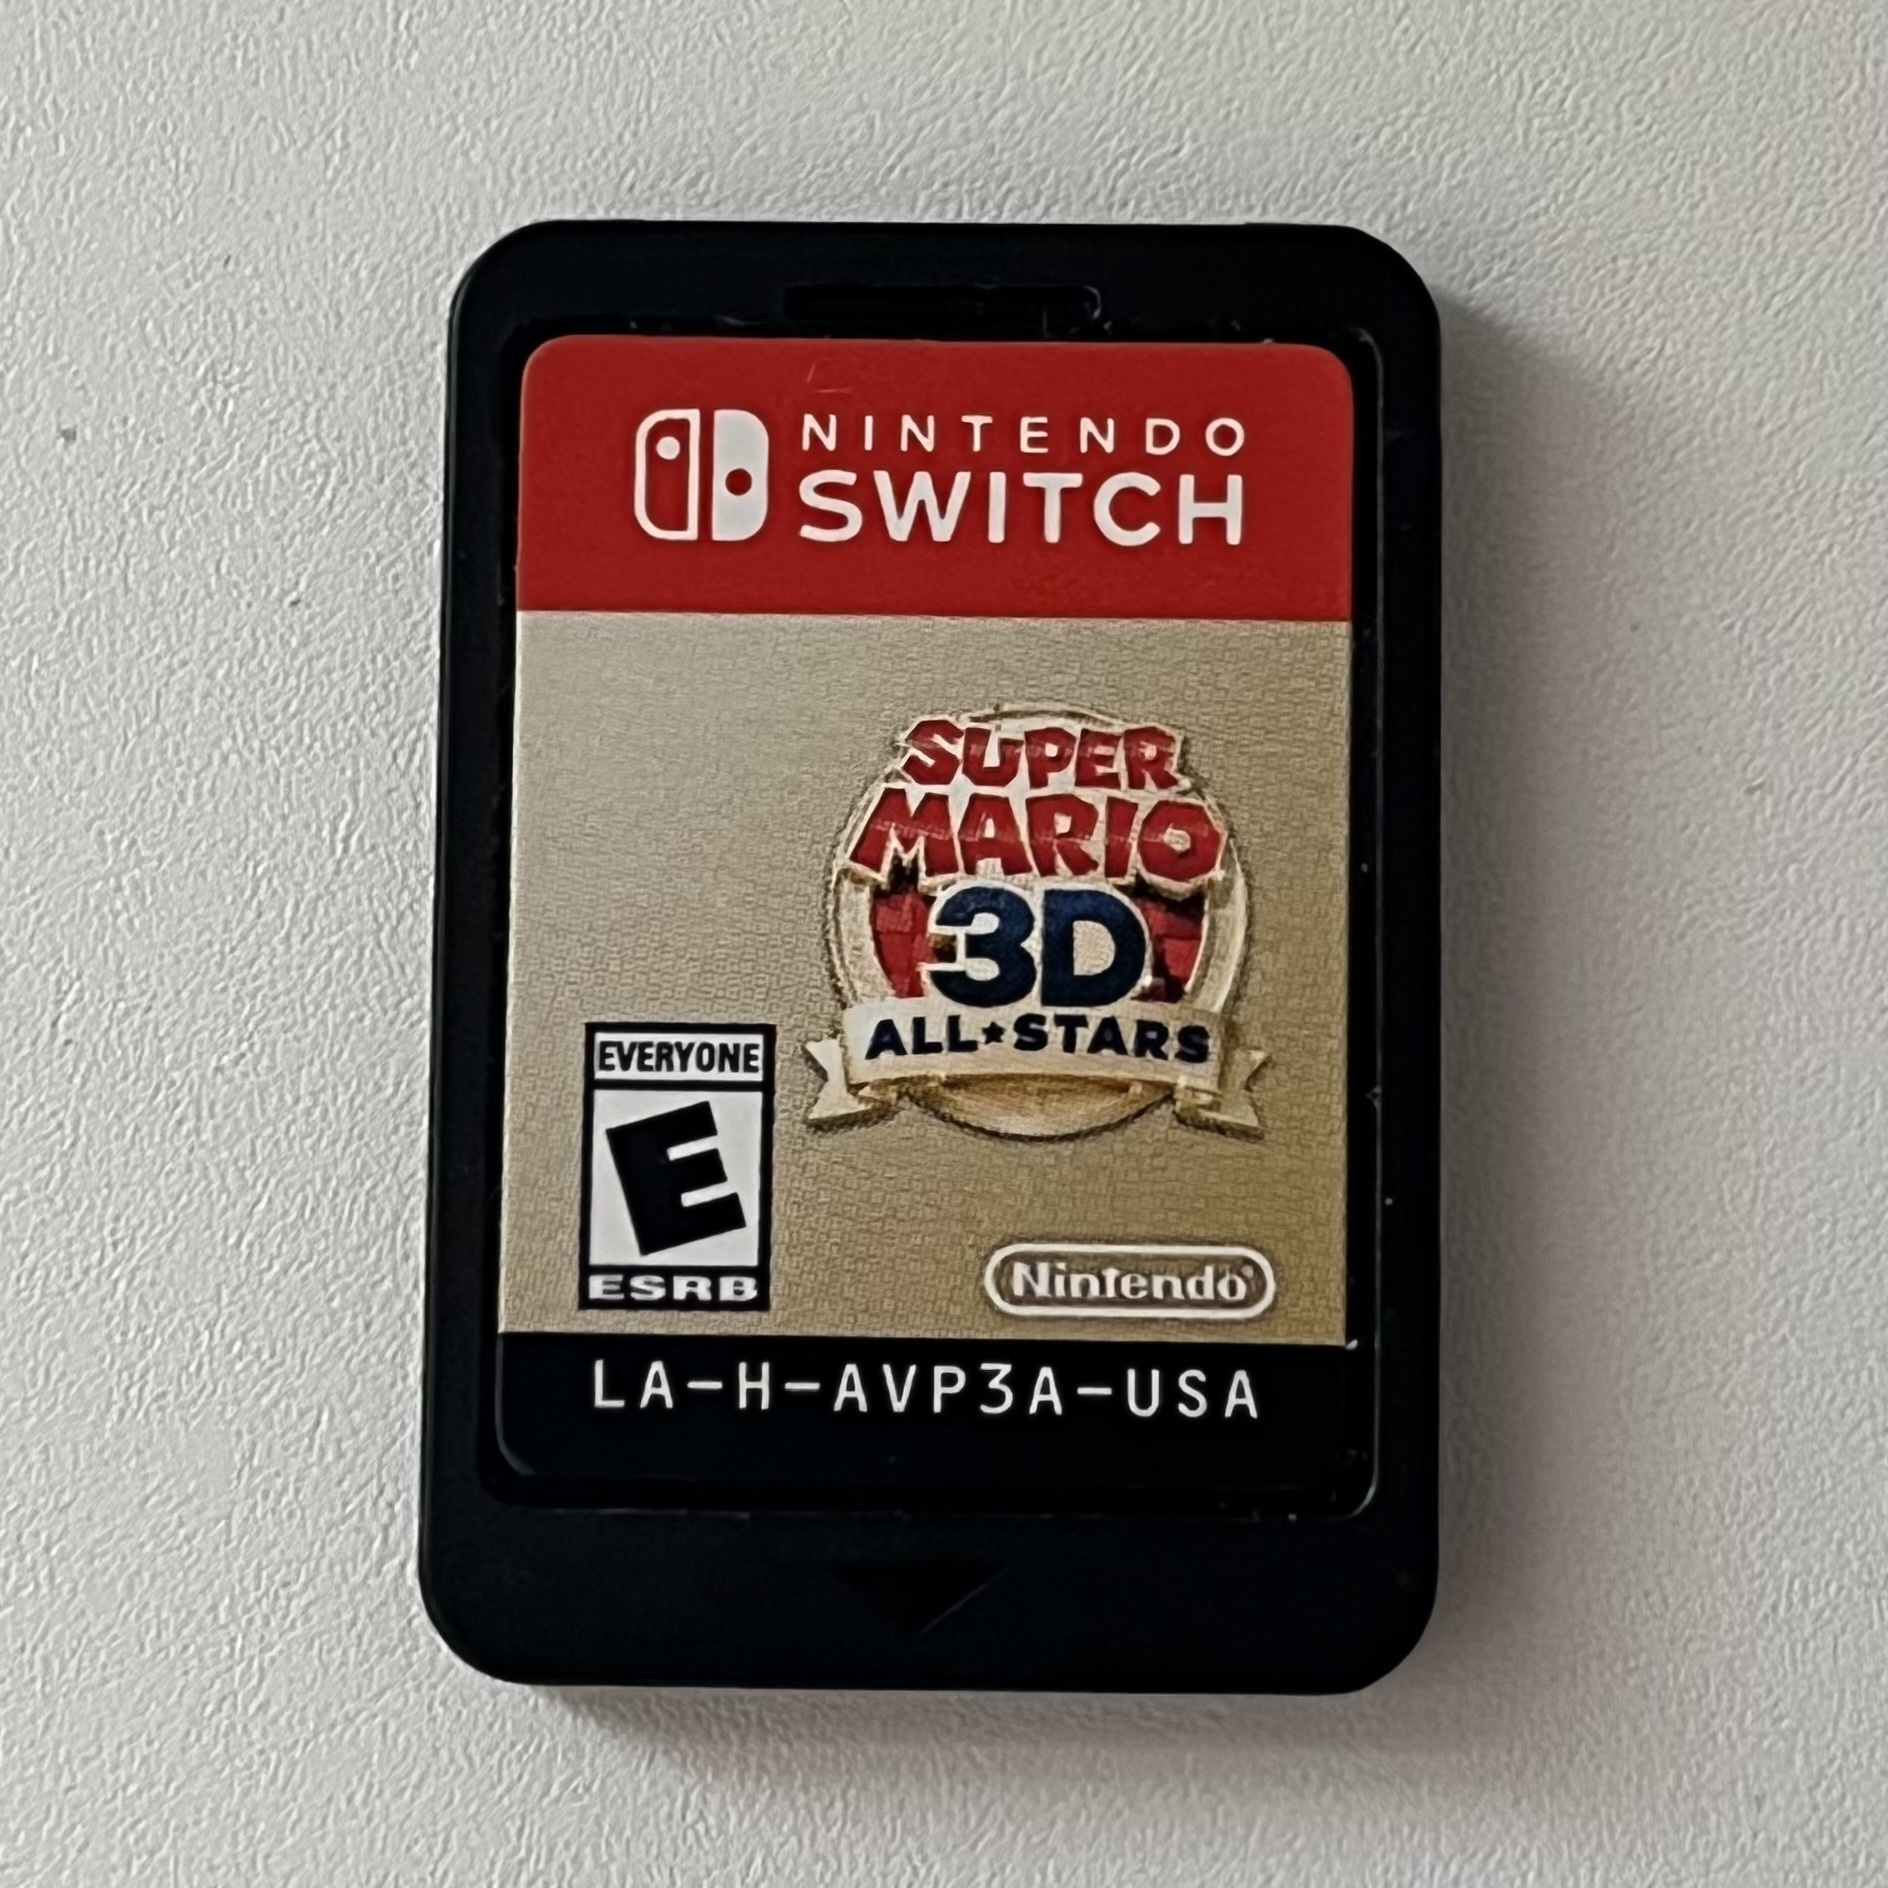 NINTENDO
SWITCH
SUPER
MARIO
3D
ALL★STARS
EVERYONE
E
ESRB
Nintendo®
LA-H-AVP3A-USA